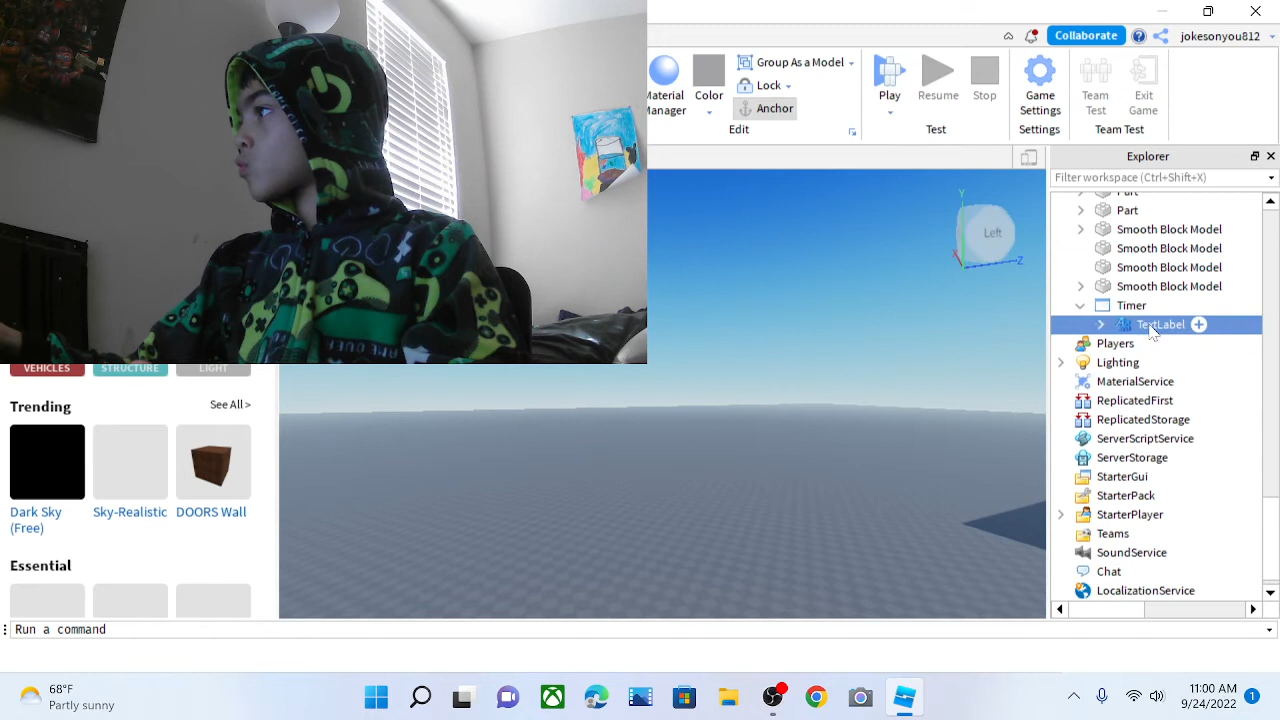 Collaborate
jokesonyou812
Material
Manager
Color
Group As a Model
Lock
Anchor
Edit
Play
Resume
Stop
Test
Game
Settings
Settings
Team
Test
Exit
Game
Team Test
Explorer
Filter workspace (Ctrl+Shift+X)
Part
Part
Smooth Block Model
Smooth Block Model
Smooth Block Model
Smooth Block Model
Timer
TextLabel
Players
Lighting
MaterialService
ReplicatedFirst
ReplicatedStorage
ServerScriptService
ServerStorage
StarterGui
StarterPack
StarterPlayer
Teams
SoundService
Chat
LocalizationService
Y
Left
Z
VEHICLES
STRUCTURE
LIGHT
Trending
See All >
Dark Sky
(Free)
Sky-Realistic
DOORS Wall
Essential
Run a command
68°F
Partly sunny
11:00 AM
9/24/2022
1